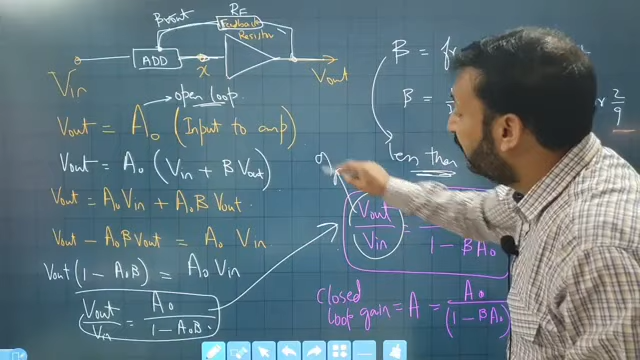 RF
BVout
Feedback
Resistor
ADD
x
Vin
Vout
open loop
Vout = A₀ (Input to amp)
Vout = A₀ (Vin + B Vout)
Vout = A₀ Vin + A₀ B Vout
Vout - A₀ B Vout = A₀ Vin
Vout (1 - A₀ B) = A₀ Vin
Vout / Vin = A₀ / 1 - A₀ B
B = fr
B =
2/9
less than
Vout / Vin =
1 - B A₀
closed
loop gain = A = A₀ / (1 - B A₀)